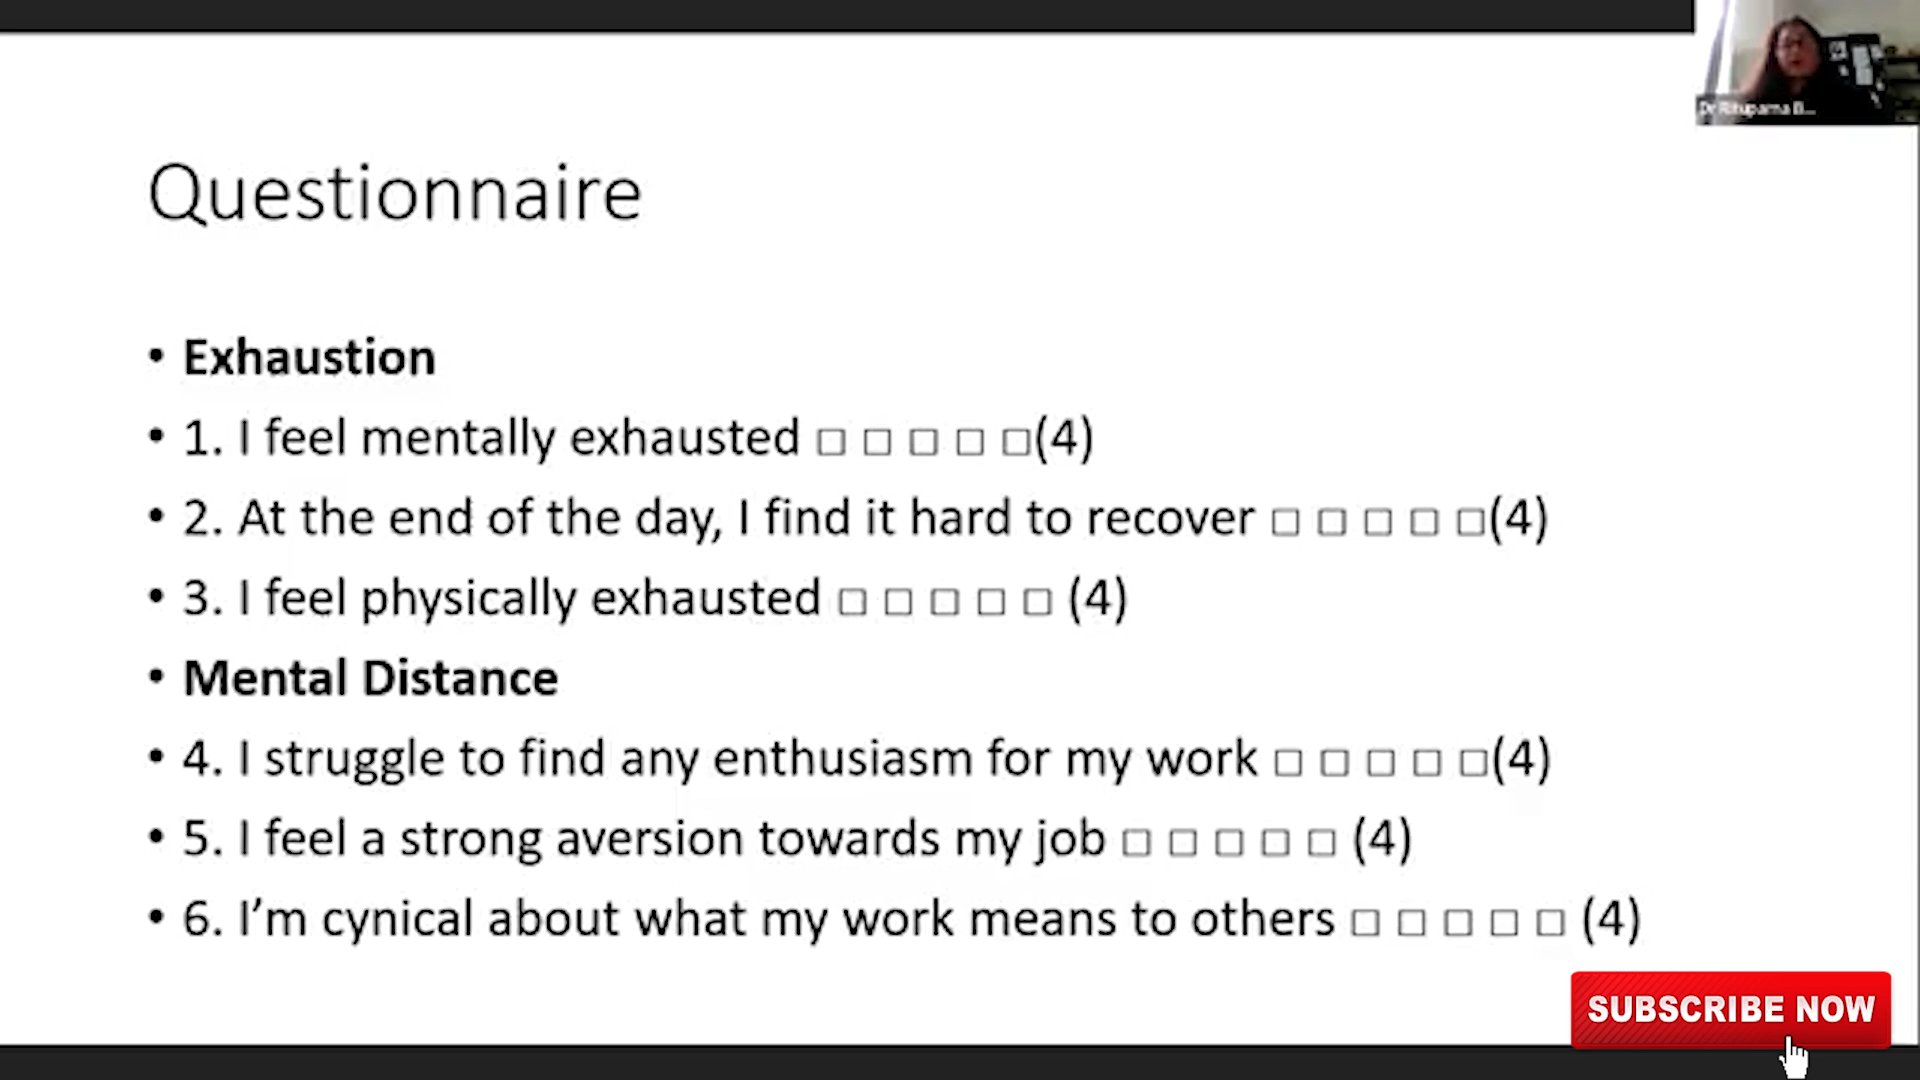 Dr Rituparna B...
Questionnaire
• Exhaustion
• 1. I feel mentally exhausted □ □ □ □ □(4)
• 2. At the end of the day, I find it hard to recover □ □ □ □ □(4)
• 3. I feel physically exhausted □ □ □ □ □ (4)
• Mental Distance
• 4. I struggle to find any enthusiasm for my work □ □ □ □ □(4)
• 5. I feel a strong aversion towards my job □ □ □ □ □ (4)
• 6. I’m cynical about what my work means to others □ □ □ □ □ (4)
SUBSCRIBE NOW